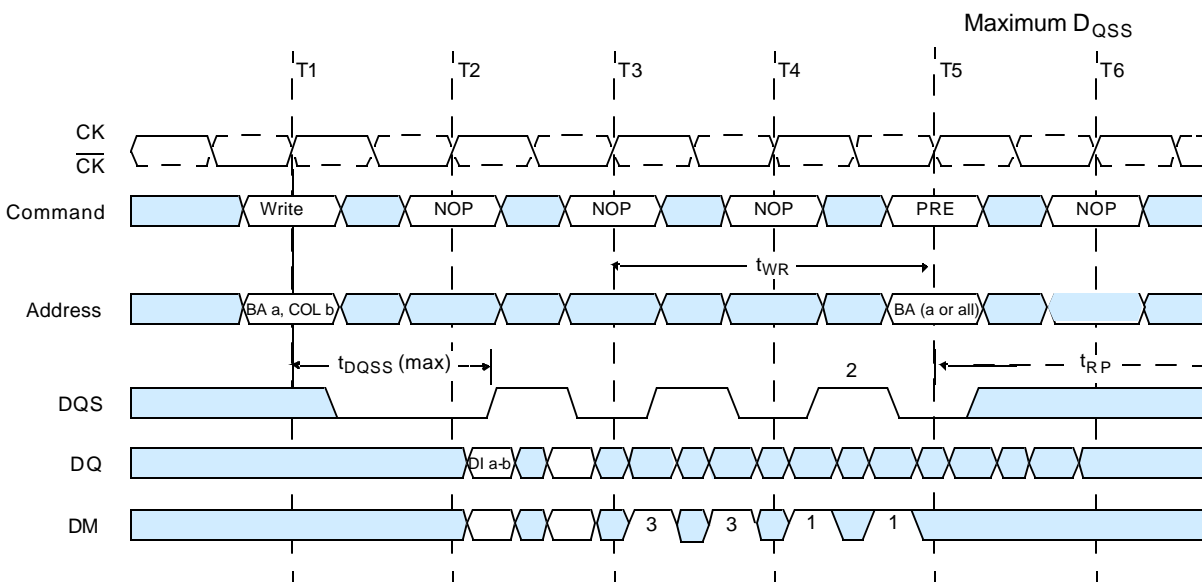 Maximum DQSS
T1 T2 T3 T4 T5 T6
CK
CK
Command Write NOP NOP NOP PRE NOP
tWR
Address BA a, COL b BA (a or all)
tDQSS (max) tRP
2
DQS
DQ DI a-b
DM 3 3 1 1